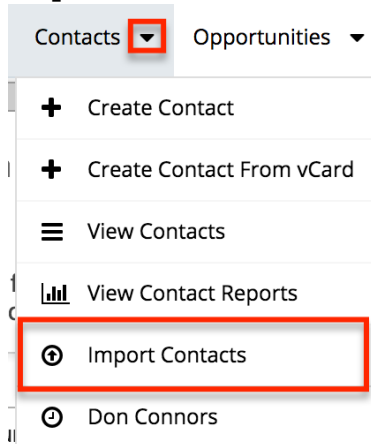 Contacts Opportunities
Create Contact
Create Contact From vCard
View Contacts
View Contact Reports
Import Contacts
Don Connors